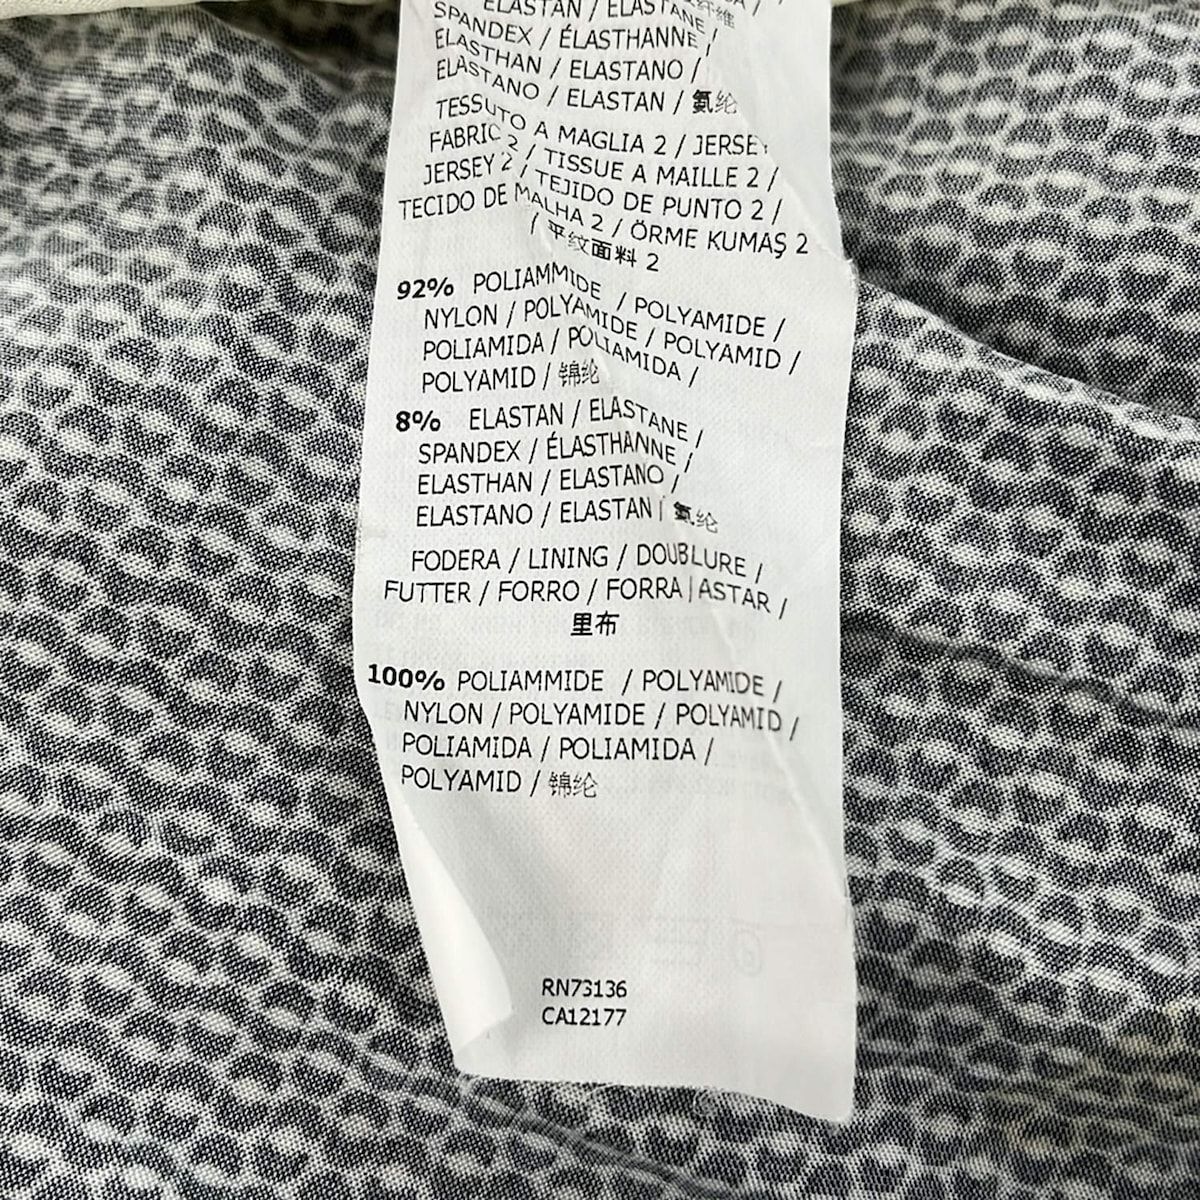 ELASTAN / ELASTANE
SPANDEX / ÉLASTHANNE /
ELASTHAN / ELASTANO /
ELASTANO / ELASTAN / 氨纶
TESSUTO A MAGLIA 2 / JERSEY
FABRIC 2 / TISSUE A MAILLE 2 /
JERSEY 2 / TEJIDO DE PUNTO 2 /
TECIDO DE MALHA 2 / ÖRME KUMAŞ 2
/ 平纹面料 2
92% POLIAMMIDE / POLYAMIDE /
NYLON / POLYAMIDE / POLYAMID /
POLIAMIDA / POLIAMIDA /
POLYAMID / 锦纶
8% ELASTAN / ELASTANE /
SPANDEX / ÉLASTHANNE /
ELASTHAN / ELASTANO /
ELASTANO / ELASTAN / 氨纶
FODERA / LINING / DOUBLURE /
FUTTER / FORRO / FORRA / ASTAR /
里布
100% POLIAMMIDE / POLYAMIDE /
NYLON / POLYAMIDE / POLYAMID /
POLIAMIDA / POLIAMIDA /
POLYAMID / 锦纶
RN73136
CA12177